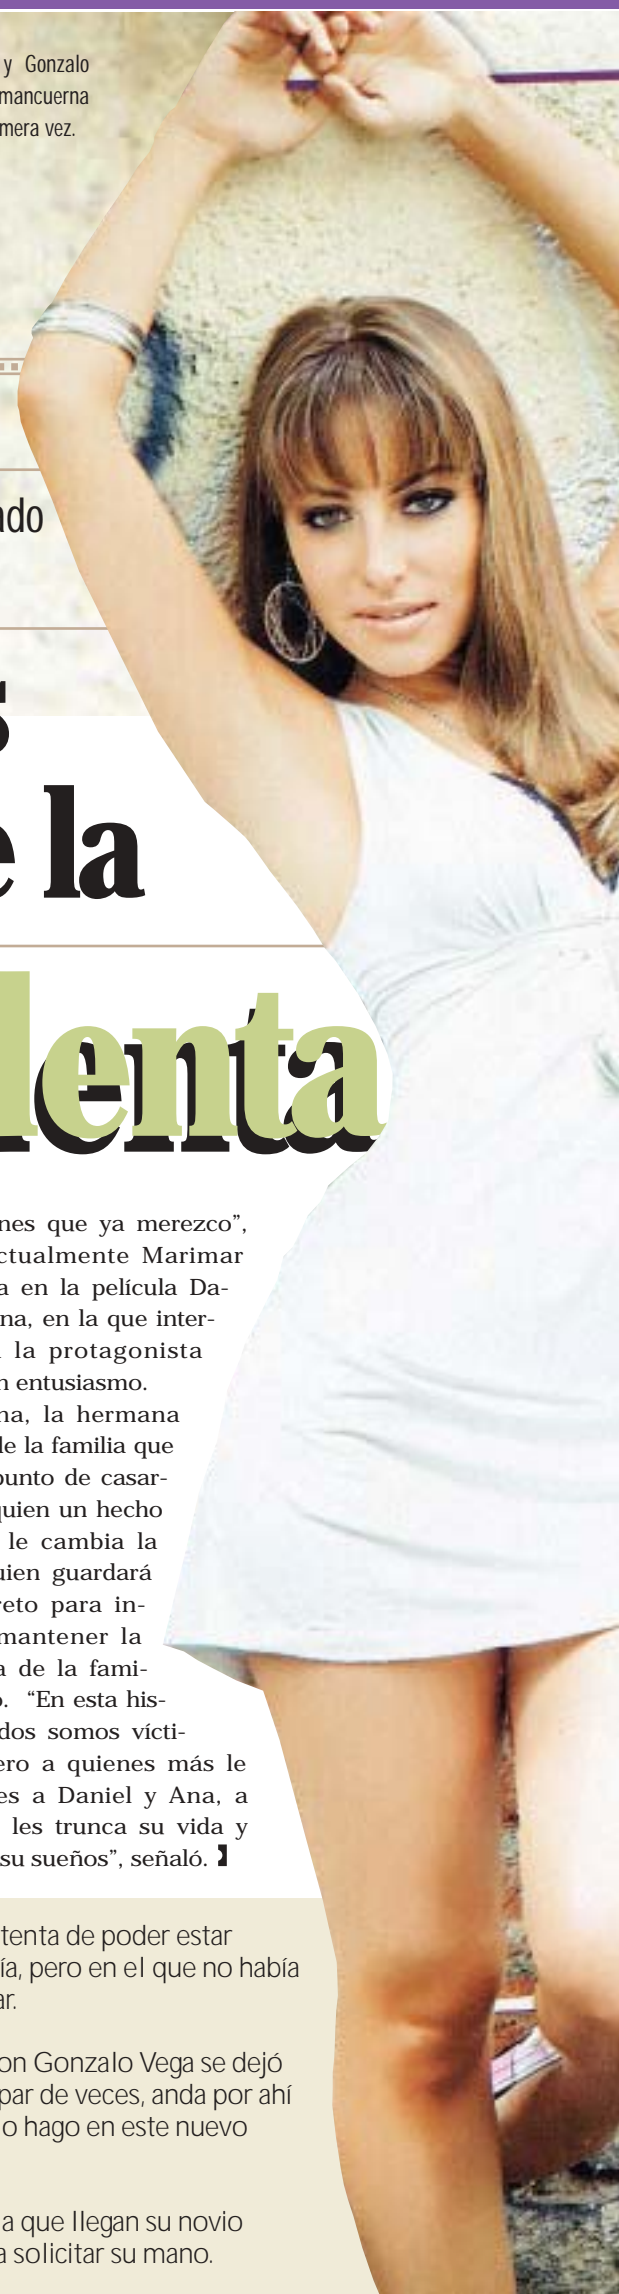 y Gonzalo
mancuerna
mera vez.
ado
s
e la
lenta
nes que ya merezco”,
ctualmente Marimar
a en la película Da-
na, en la que inter-
a la protagonista
n entusiasmo.
na, la hermana
de la familia que
punto de casar-
quien un hecho
le cambia la
uien guardará
reto para in-
mantener la
a de la fami-
o. “En esta his-
dos somos vícti-
ero a quienes más le
es a Daniel y Ana, a
les trunca su vida y
su sueños”, señaló.
tenta de poder estar
ía, pero en el que no había
ar.
on Gonzalo Vega se dejó
par de veces, anda por ahí
o hago en este nuevo
a que llegan su novio
a solicitar su mano.